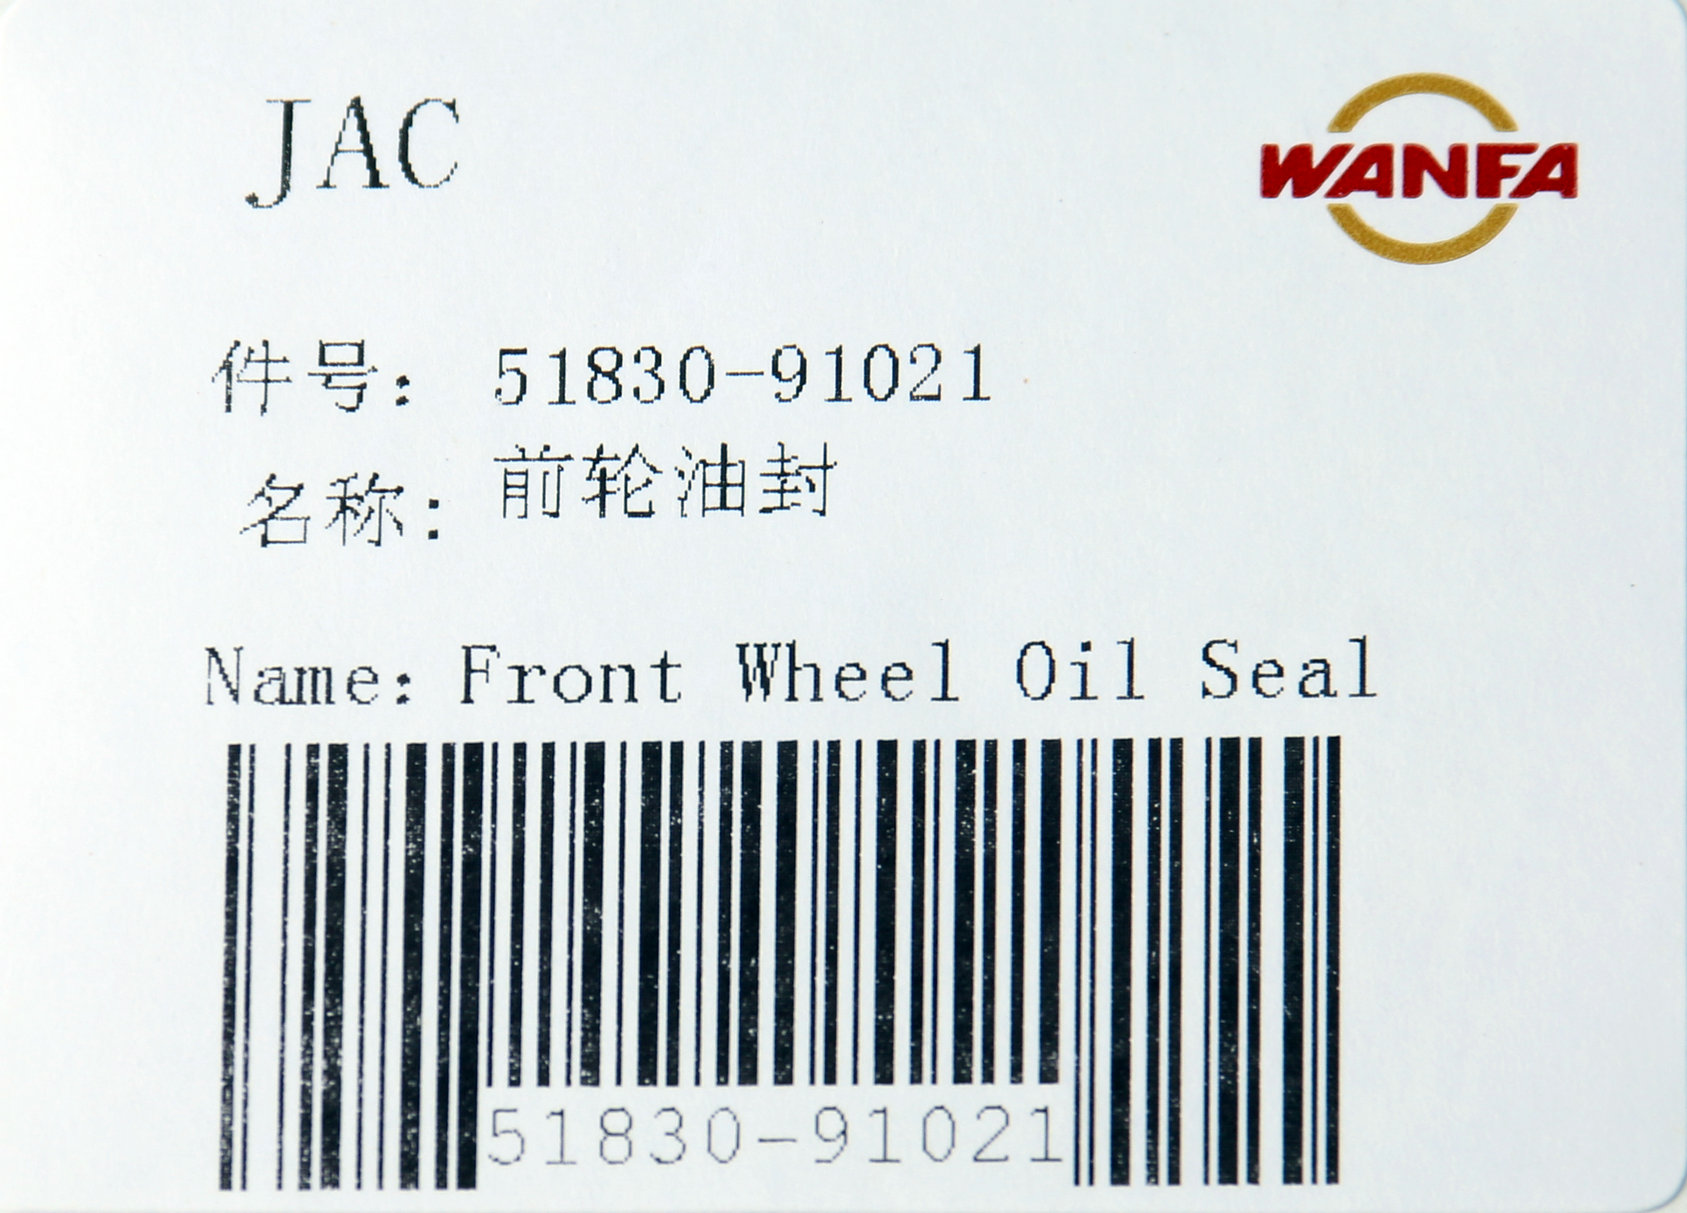 JAC
WANFA
件号: 51830-91021
名称: 前轮油封
Name: Front Wheel Oil Seal
51830-91021